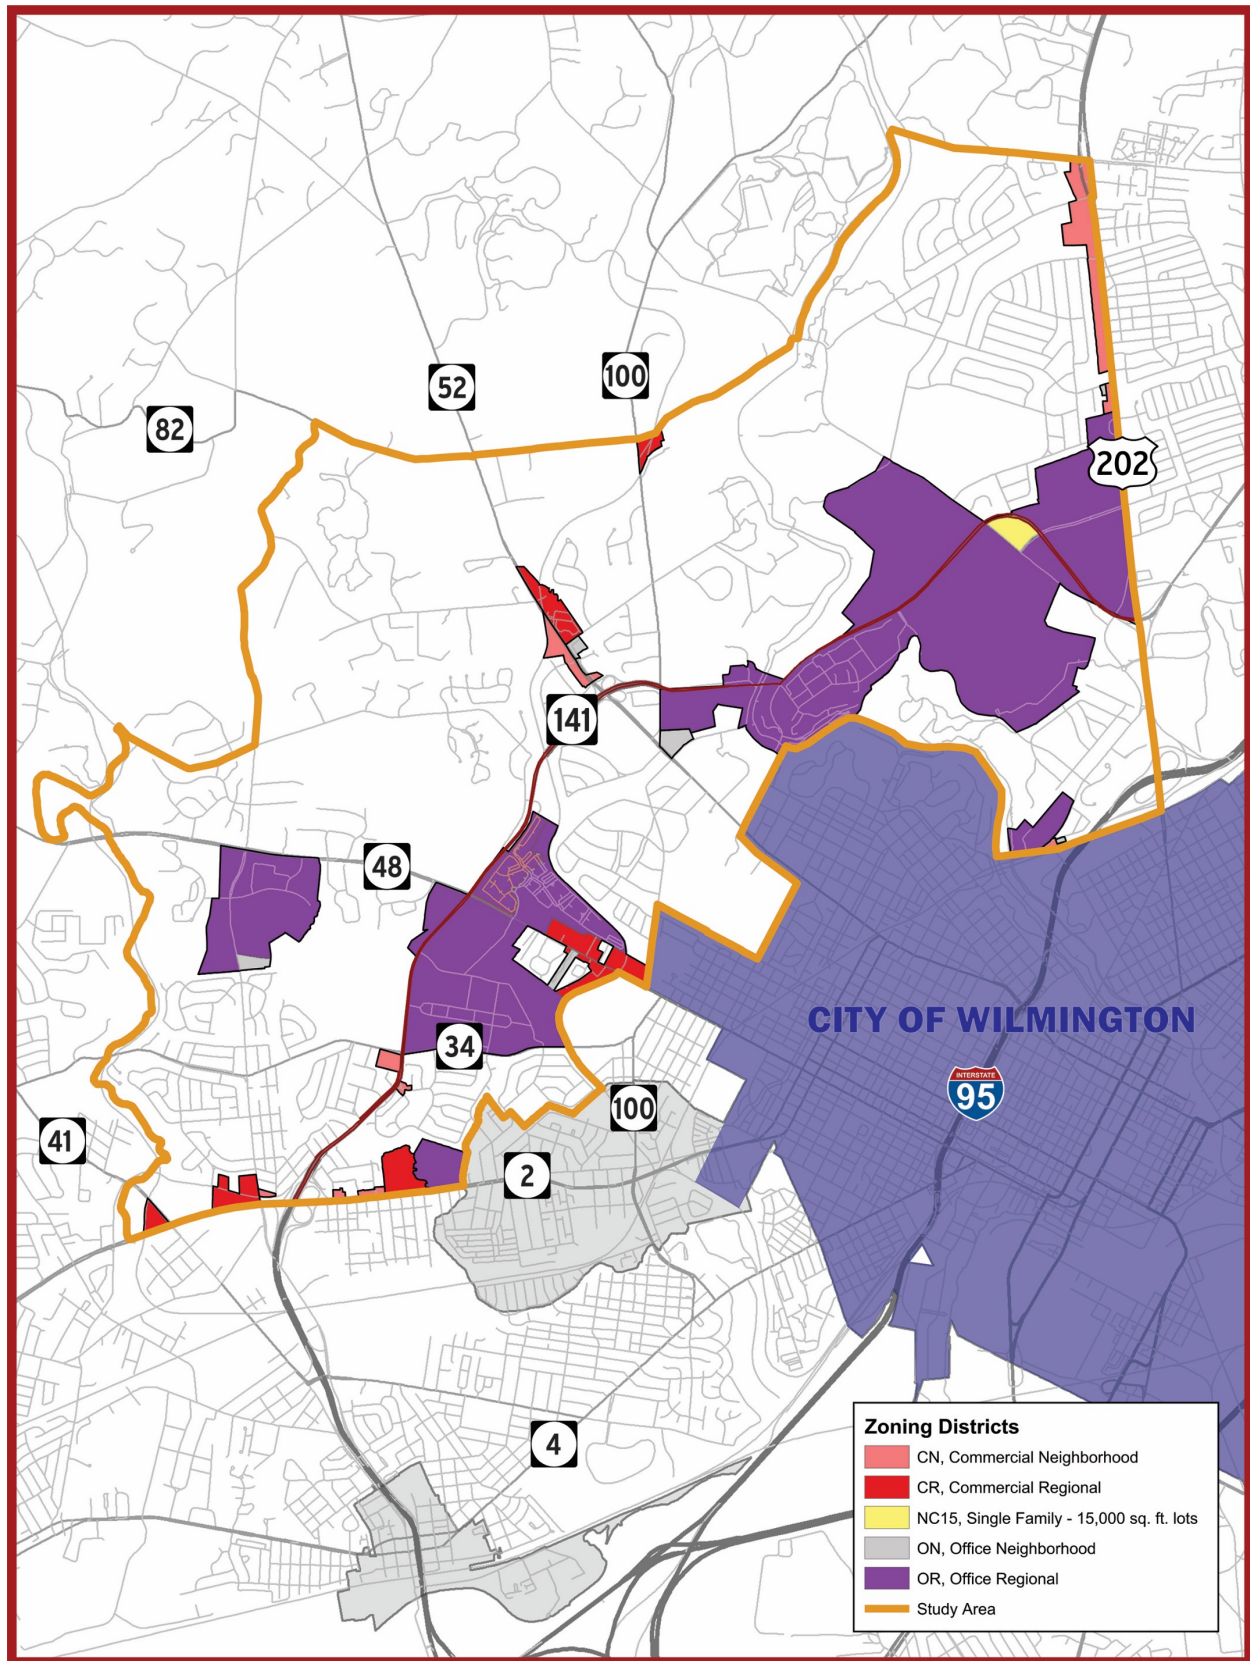 52
100
82
202
141
48
CITY OF WILMINGTON
34
INTERSTATE
95
100
41
2
4
Zoning Districts
CN, Commercial Neighborhood
CR, Commercial Regional
NC15, Single Family - 15,000 sq. ft. lots
ON, Office Neighborhood
OR, Office Regional
Study Area